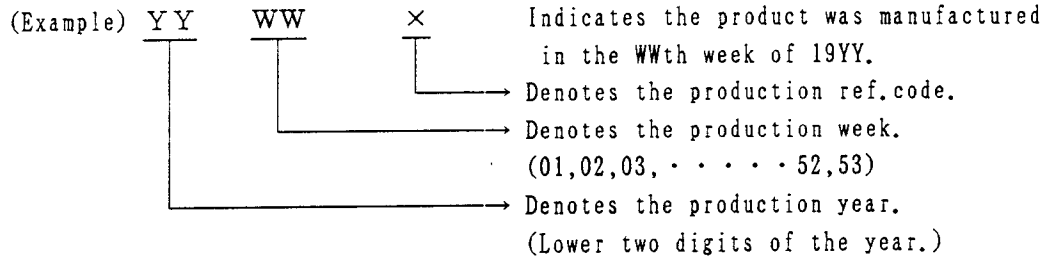 (Example) YY WW × Indicates the product was manufactured
in the WWth week of 19YY.
Denotes the production ref.code.
Denotes the production week.
(01,02,03, · · · · · 52,53)
Denotes the production year.
(Lower two digits of the year.)